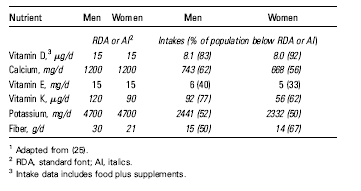 Nutrient Men Women Men Women
RDA or AI² Intakes (% of population below RDA or AI)
Vitamin D,³ μg/d 15 15 8.1 (83) 8.0 (92)
Calcium, mg/d 1200 1200 743 (62) 668 (56)
Vitamin E, mg/d 15 15 6 (40) 5 (33)
Vitamin K, μg/d 120 90 92 (77) 56 (62)
Potassium, mg/d 4700 4700 2441 (52) 2332 (50)
Fiber, g/d 30 21 15 (50) 14 (67)
¹ Adapted from (25).
² RDA, standard font; AI, italics.
³ Intake data includes food plus supplements.